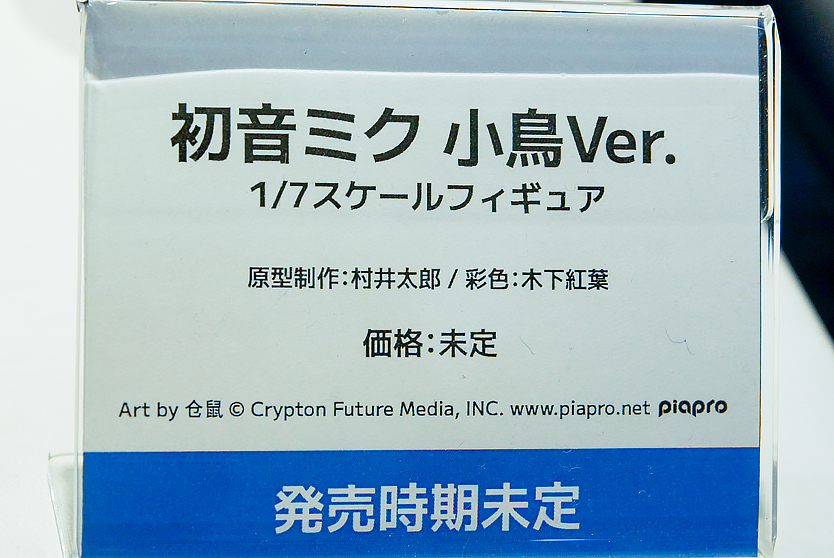 初音ミク 小鳥Ver.
1/7スケールフィギュア
原型制作：村井太郎 / 彩色：木下紅葉
価格：未定
Art by 仓鼠 © Crypton Future Media, INC. www.piapro.net piapro
発売時期未定